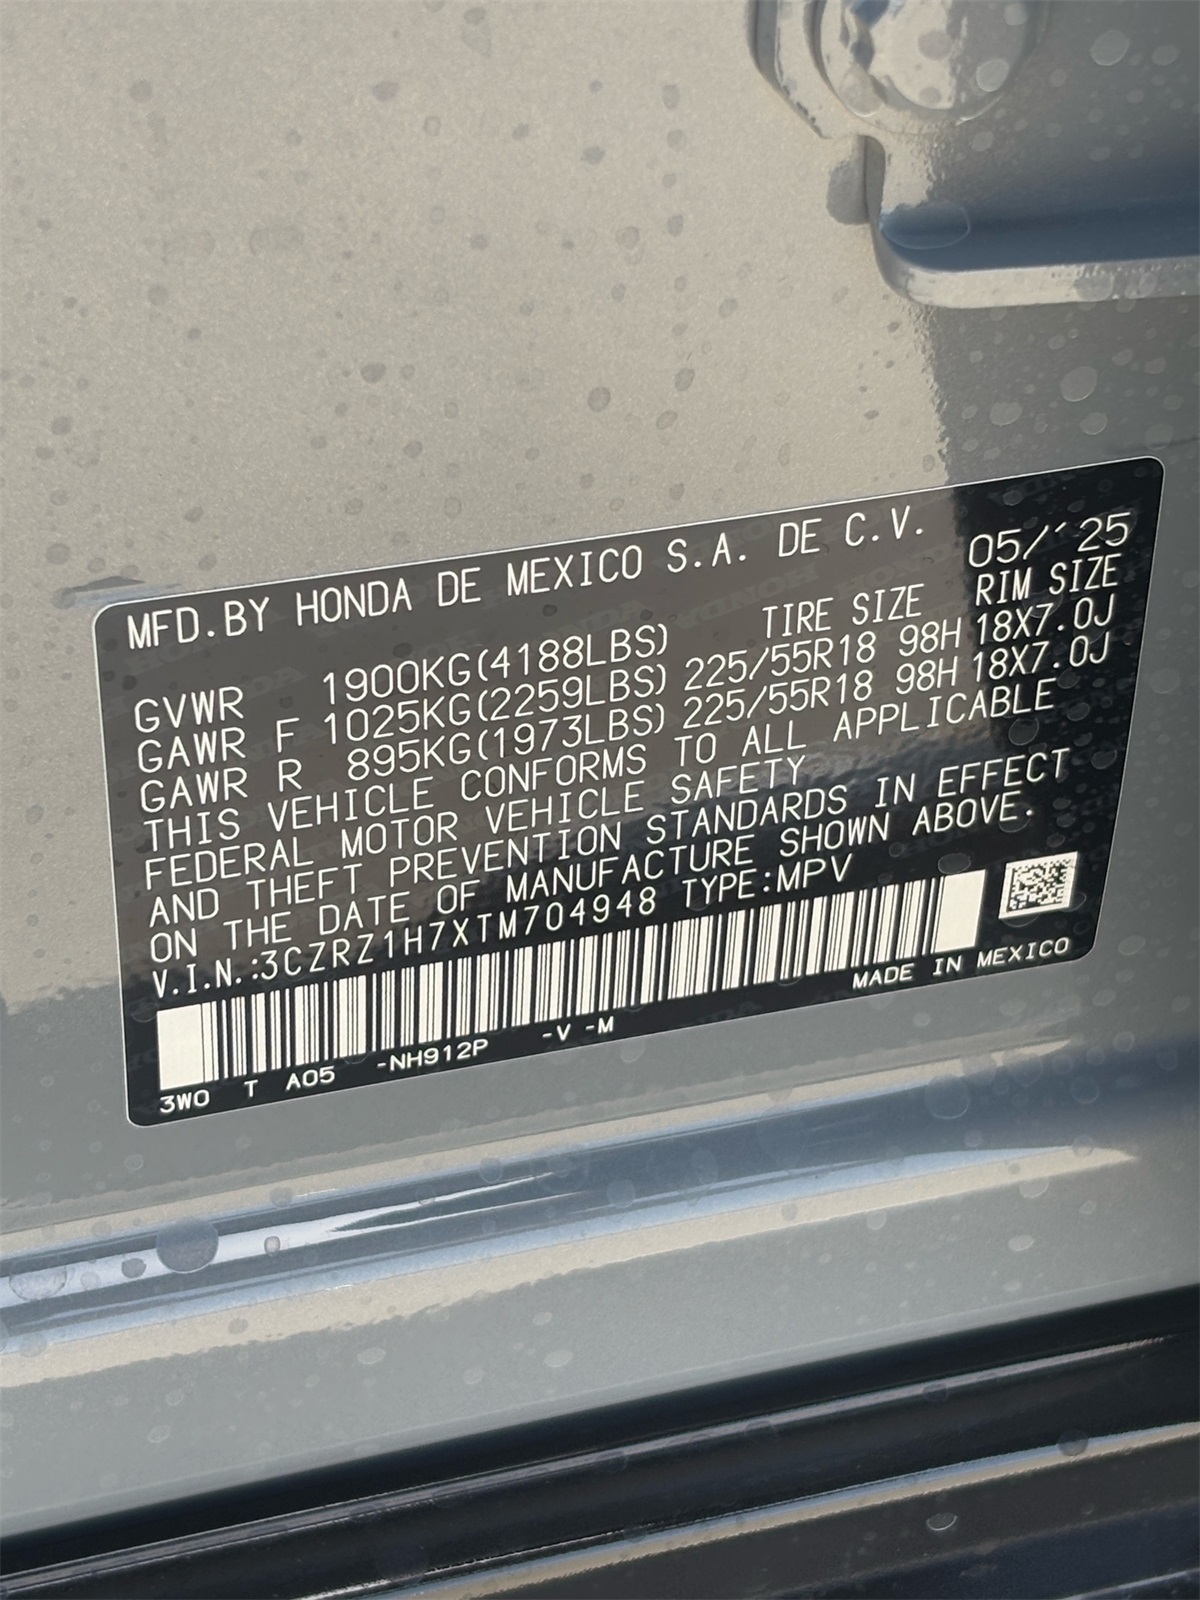 MFD.BY HONDA DE MEXICO S.A. DE C.V. 05/'25
TIRE SIZE RIM SIZE
GVWR 1900KG(4188LBS)
GAWR F 1025KG(2259LBS) 225/55R18 98H 18X7.0J
GAWR R 895KG(1973LBS) 225/55R18 98H 18X7.0J
THIS VEHICLE CONFORMS TO ALL APPLICABLE
FEDERAL MOTOR VEHICLE SAFETY
AND THEFT PREVENTION STANDARDS IN EFFECT
ON THE DATE OF MANUFACTURE SHOWN ABOVE.
V.I.N.:3CZRZ1H7XTM704948 TYPE:MPV
MADE IN MEXICO
3W0 T A05 -NH912P -V -M